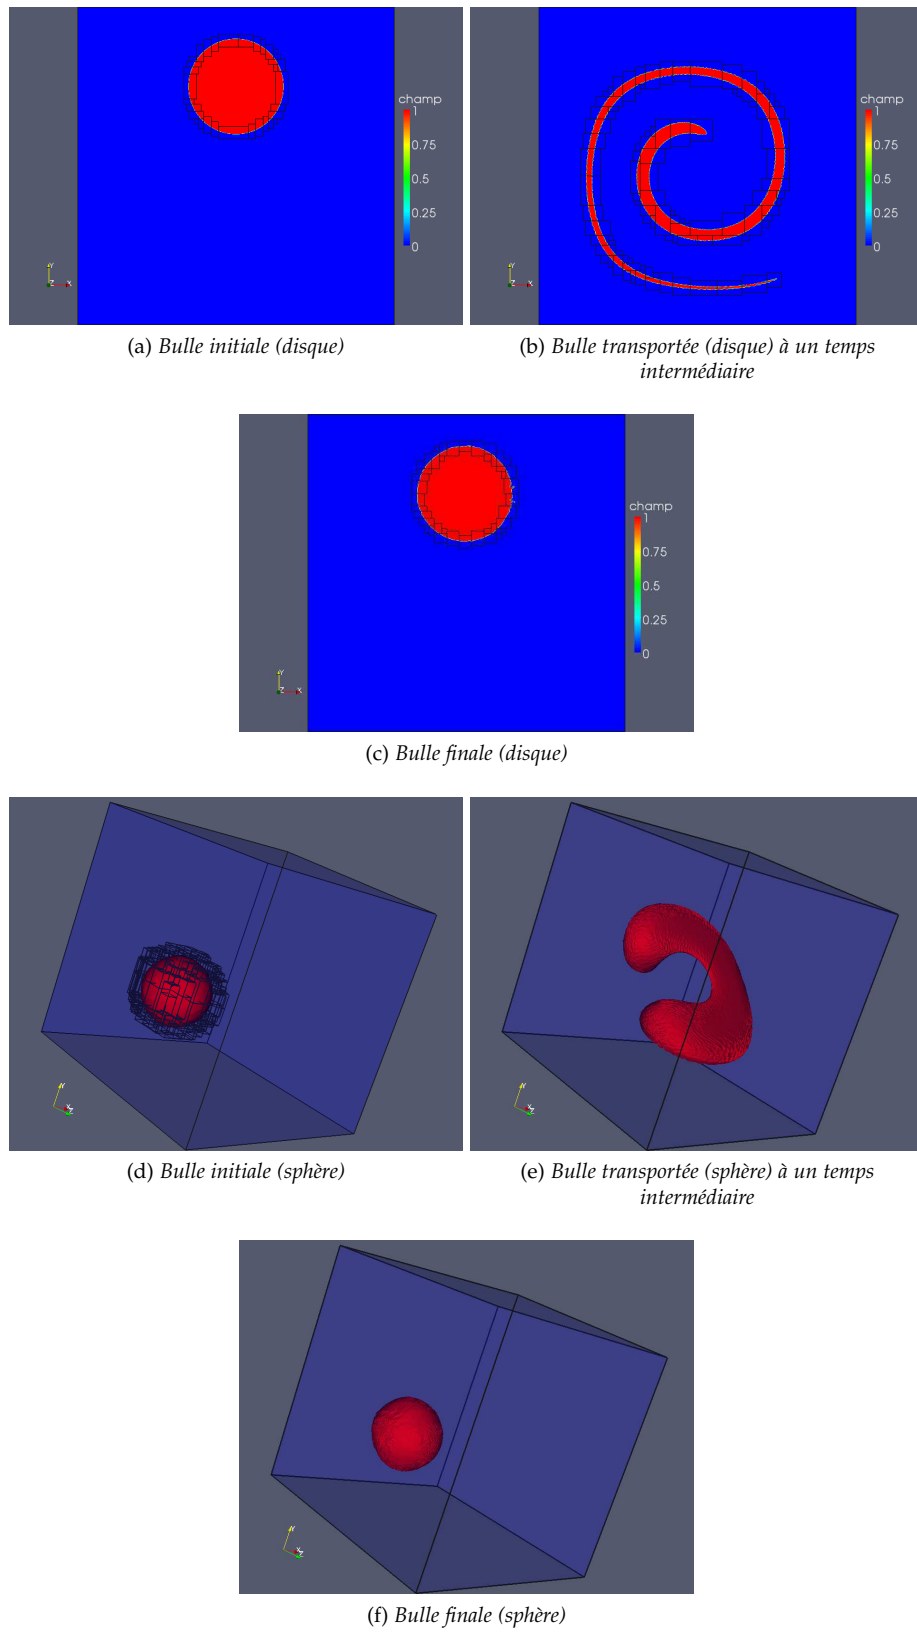 champ
1
0.75
0.5
0.25
0
Y
Z X
(a) Bulle initiale (disque)
champ
1
0.75
0.5
0.25
0
Y
Z X
(b) Bulle transportée (disque) à un temps
intermédiaire
champ
1
0.75
0.5
0.25
0
Y
Z X
(c) Bulle finale (disque)
Y
X
Z
(d) Bulle initiale (sphère)
Y
X
Z
(e) Bulle transportée (sphère) à un temps
intermédiaire
Y
X
Z
(f) Bulle finale (sphère)